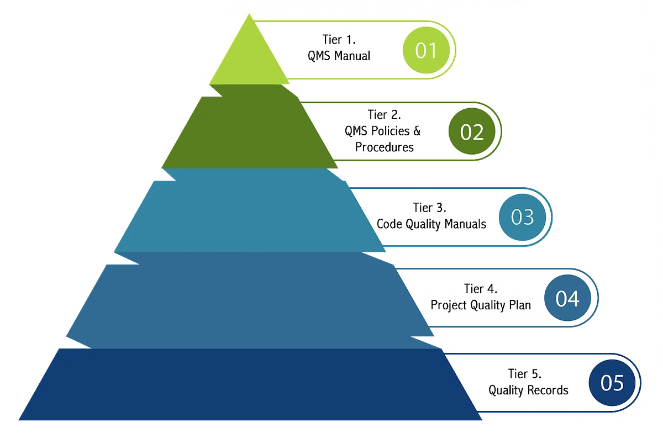 Tier 1.
QMS Manual
01
Tier 2.
QMS Policies &
Procedures
02
Tier 3.
Code Quality Manuals
03
Tier 4.
Project Quality Plan
04
Tier 5.
Quality Records
05